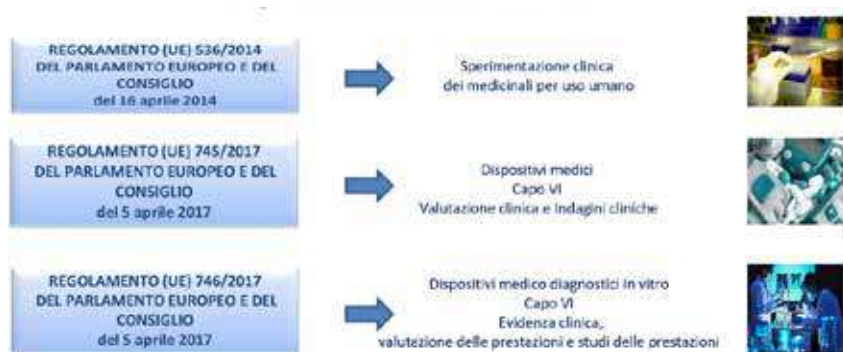 REGOLAMENTO (UE) 536/2014
DEL PARLAMENTO EUROPEO E DEL
CONSIGLIO
del 16 aprile 2014
Sperimentazione clinica
dei medicinali per uso umano
REGOLAMENTO (UE) 745/2017
DEL PARLAMENTO EUROPEO E DEL
CONSIGLIO
del 5 aprile 2017
Dispositivi medici
Capo VI
Valutazione clinica e Indagini cliniche
REGOLAMENTO (UE) 746/2017
DEL PARLAMENTO EUROPEO E DEL
CONSIGLIO
del 5 aprile 2017
Dispositivi medico diagnostici in vitro
Capo VI
Evidenza clinica,
valutazione delle prestazioni e studi delle prestazioni